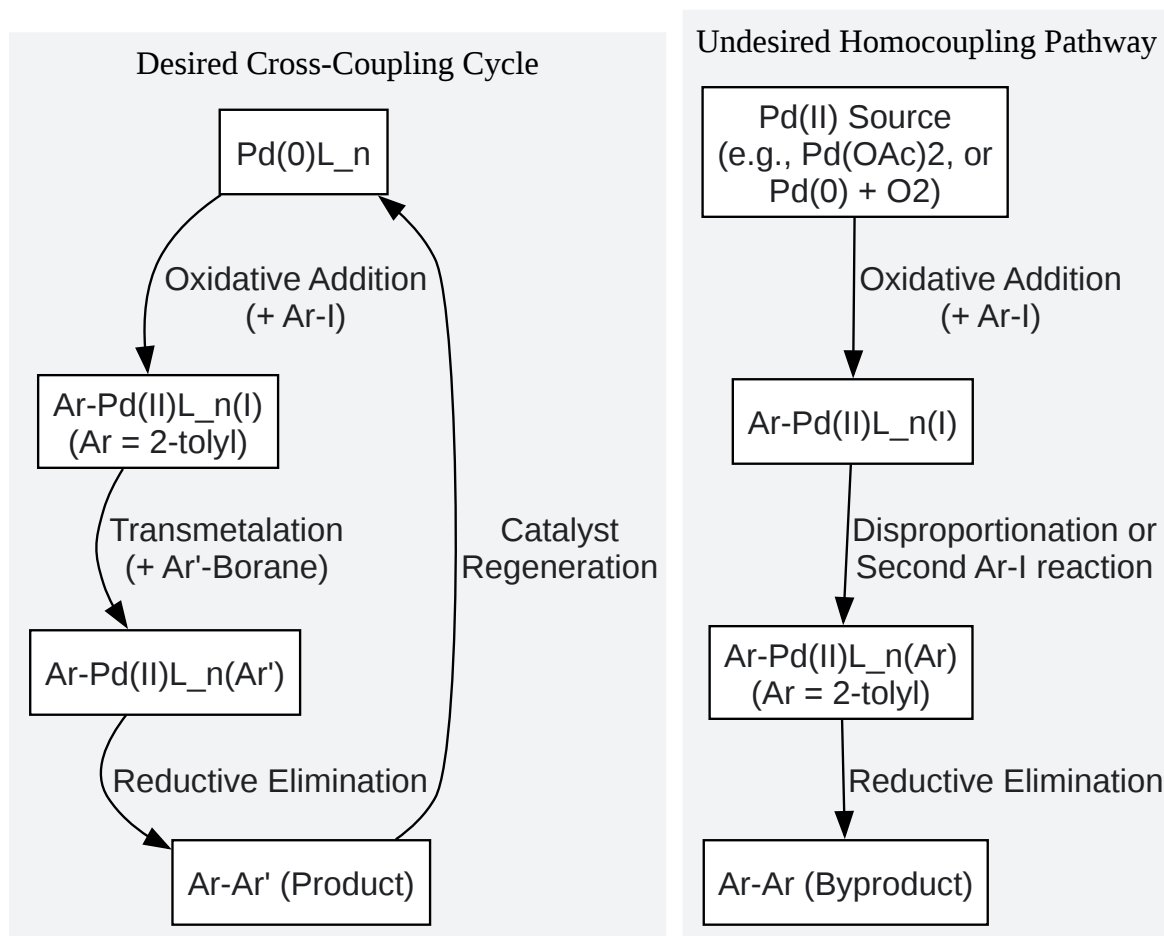 Desired Cross-Coupling Cycle
Pd(0)L_n
Oxidative Addition
(+ Ar-I)
Ar-Pd(II)L_n(I)
(Ar = 2-tolyl)
Transmetalation
(+ Ar'-Borane)
Catalyst
Regeneration
Ar-Pd(II)L_n(Ar')
Reductive Elimination
Ar-Ar' (Product)
Undesired Homocoupling Pathway
Pd(II) Source
(e.g., Pd(OAc)2, or
Pd(0) + O2)
Oxidative Addition
(+ Ar-I)
Ar-Pd(II)L_n(I)
Disproportionation or
Second Ar-I reaction
Ar-Pd(II)L_n(Ar)
(Ar = 2-tolyl)
Reductive Elimination
Ar-Ar (Byproduct)